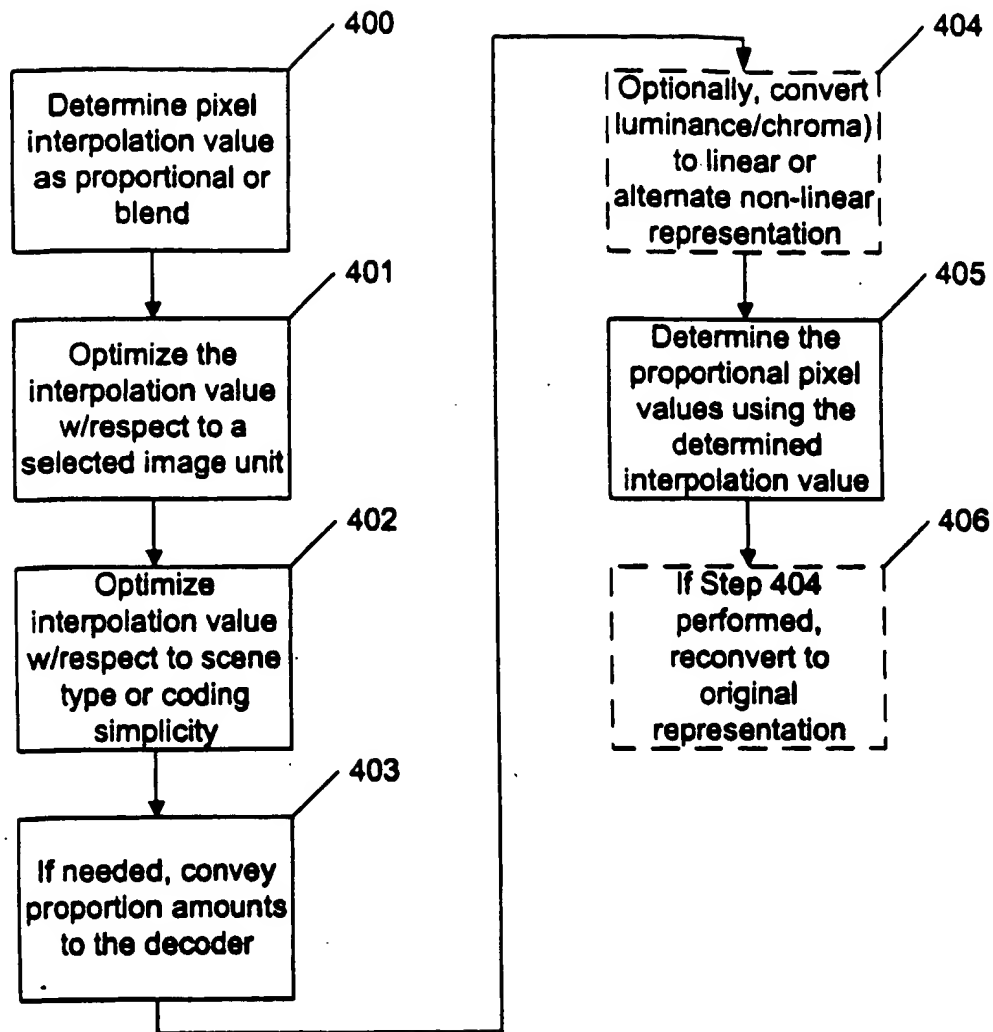 400
Determine pixel
interpolation value
as proportional or
blend
401
Optimize the
interpolation value
w/respect to a
selected image unit
402
Optimize
interpolation value
w/respect to scene
type or coding
simplicity
403
If needed, convey
proportion amounts
to the decoder
404
Optionally, convert
luminance/chroma)
to linear or
alternate non-linear
representation
405
Determine the
proportional pixel
values using the
determined
interpolation value
406
If Step 404
performed,
reconvert to
original
representation